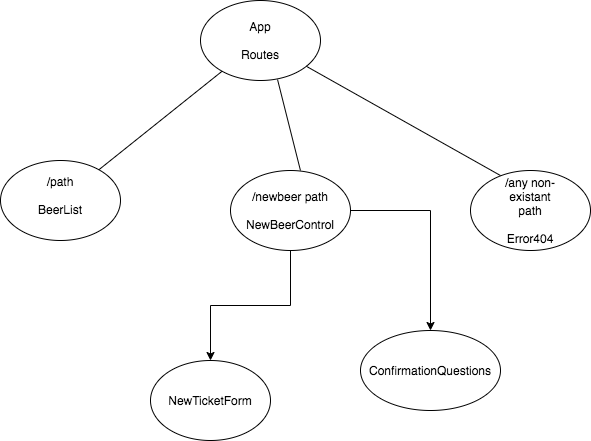 App
Routes
/path
BeerList
/newbeer path
NewBeerControl
/any non-
existant
path
Error404
NewTicketForm
ConfirmationQuestions